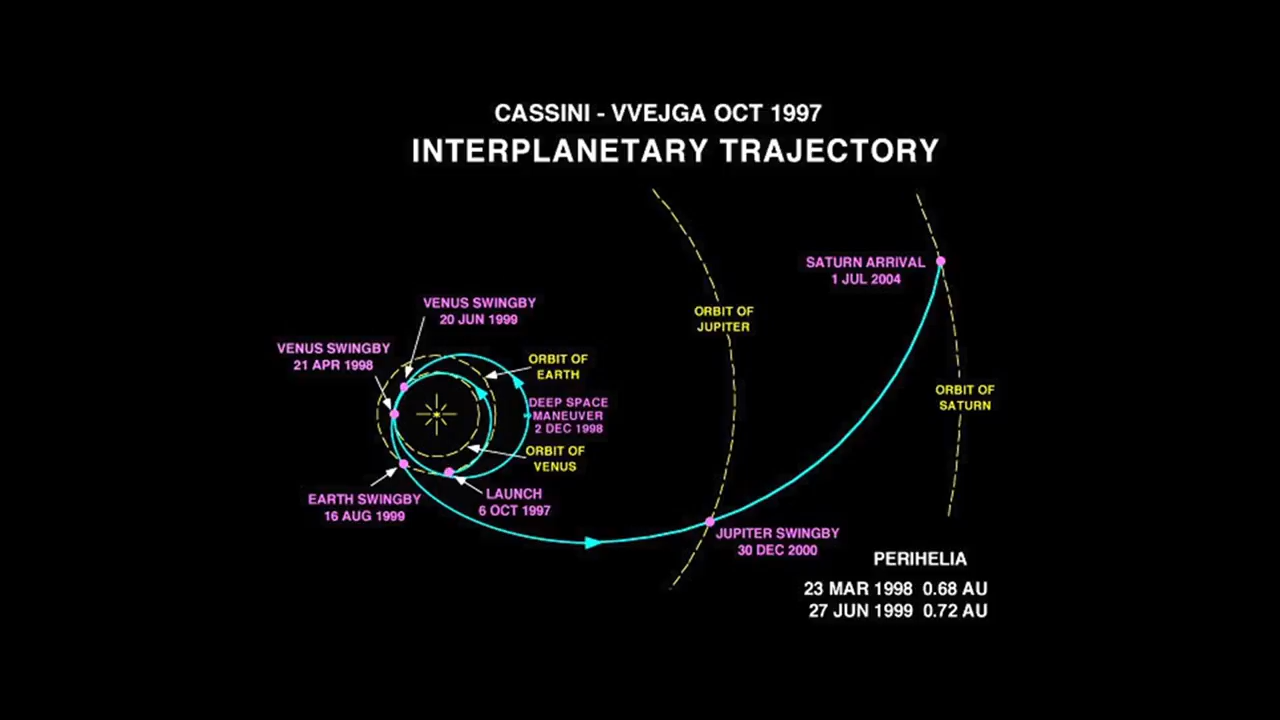 CASSINI - VVEJGA OCT 1997
INTERPLANETARY TRAJECTORY
SATURN ARRIVAL
1 JUL 2004
VENUS SWINGBY
20 JUN 1999
ORBIT OF
JUPITER
VENUS SWINGBY
21 APR 1998
ORBIT OF
EARTH
ORBIT OF
SATURN
DEEP SPACE
MANEUVER
2 DEC 1998
ORBIT OF
VENUS
EARTH SWINGBY
16 AUG 1999
LAUNCH
6 OCT 1997
JUPITER SWINGBY
30 DEC 2000
PERIHELIA
23 MAR 1998 0.68 AU
27 JUN 1999 0.72 AU